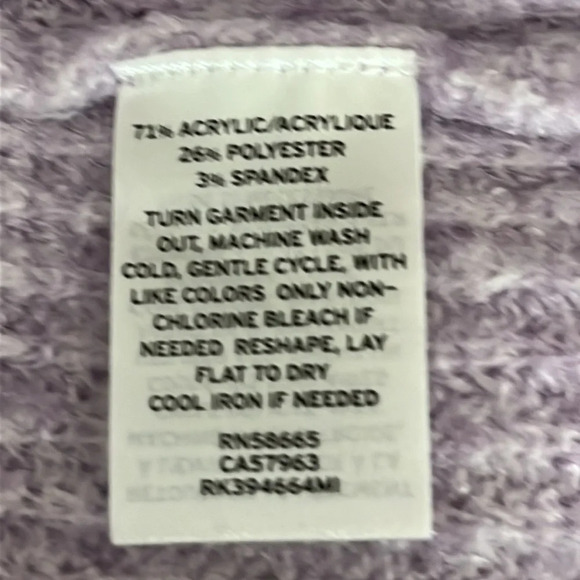 71% ACRYLIC/ACRYLIQUE
26% POLYESTER
3% SPANDEX
TURN GARMENT INSIDE
OUT, MACHINE WASH
COLD, GENTLE CYCLE, WITH
LIKE COLORS ONLY NON-
CHLORINE BLEACH IF
NEEDED RESHAPE, LAY
FLAT TO DRY
COOL IRON IF NEEDED
RN58665
CA57963
RK394664MI